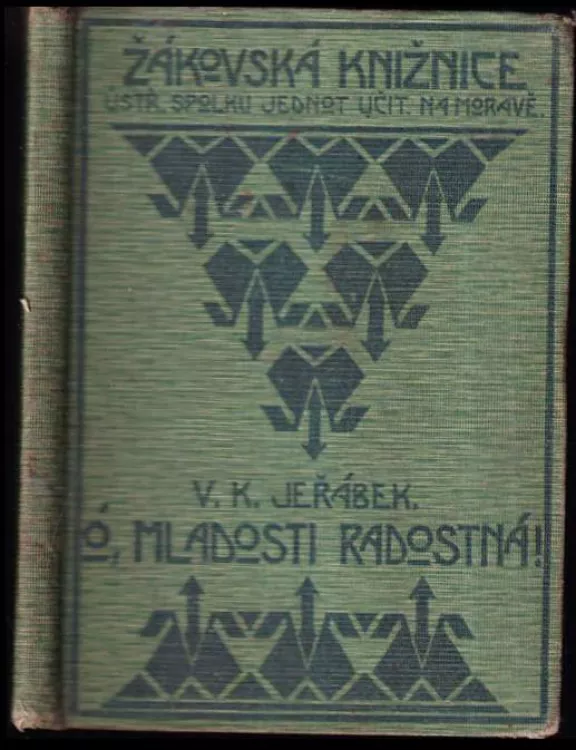 ŽÁKOVSKÁ KNIŽNICE
ÚSTŘ. SPOLKU JEDNOT UČIT. NA MORAVĚ.
V. K. JEŘÁBEK.
Ó, MLADOSTI RADOSTNÁ!